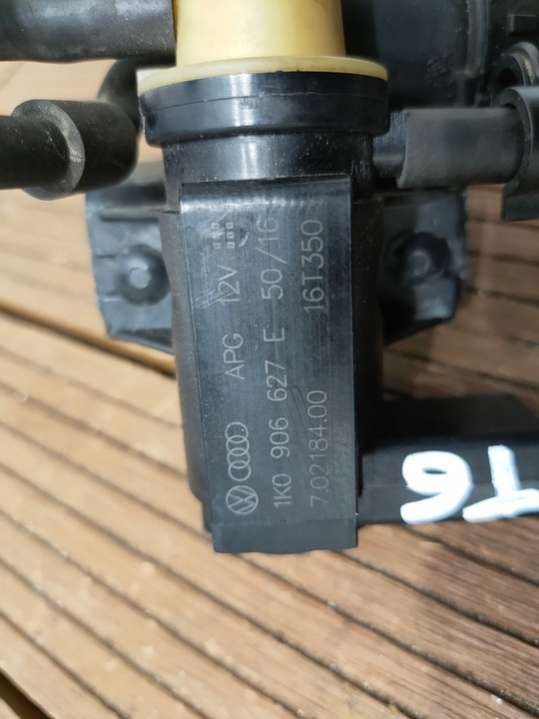 APG 12V
1K0 906 627 E 50/16
7.02184.00 16T350
T6